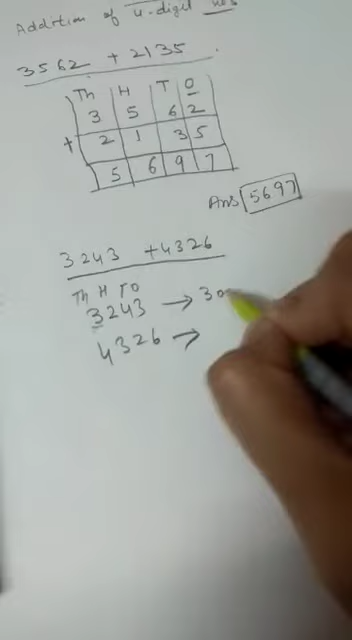 Addition of 4-digit nos
3562 + 2135
Th H T O
3 5 6 2
+ 2 1 3 5
5 6 9 7
Ans 5697
3243 + 4326
Th H T O
3243 → 30
4326 →